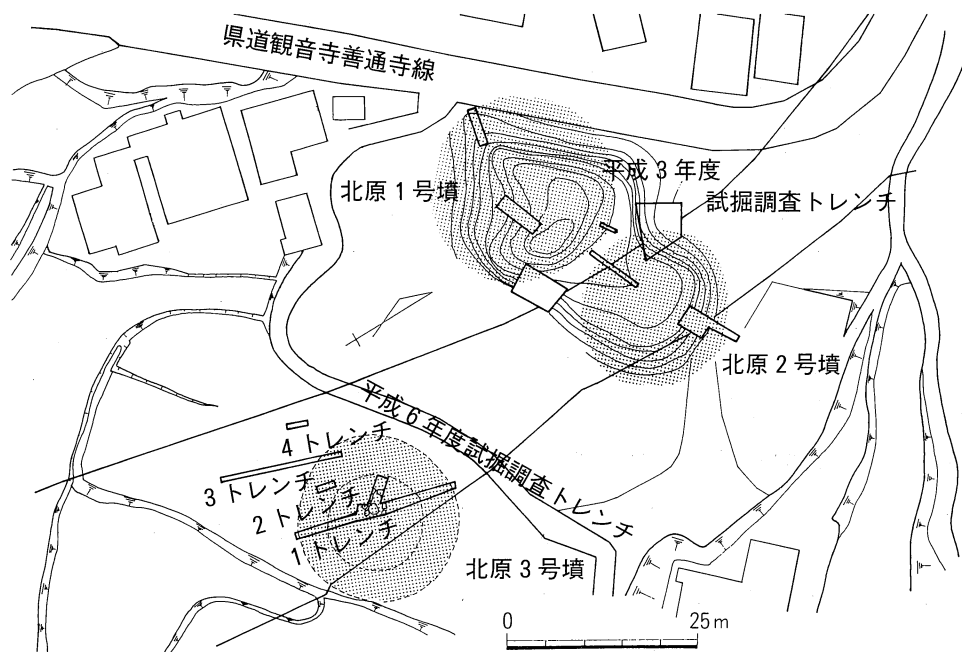 県道観音寺善通寺線
平成3年度
試掘調査トレンチ
北原1号墳
北原2号墳
平成6年度試掘調査トレンチ
4トレンチ
3トレンチ
2トレンチ
1トレンチ
北原3号墳
0 25m